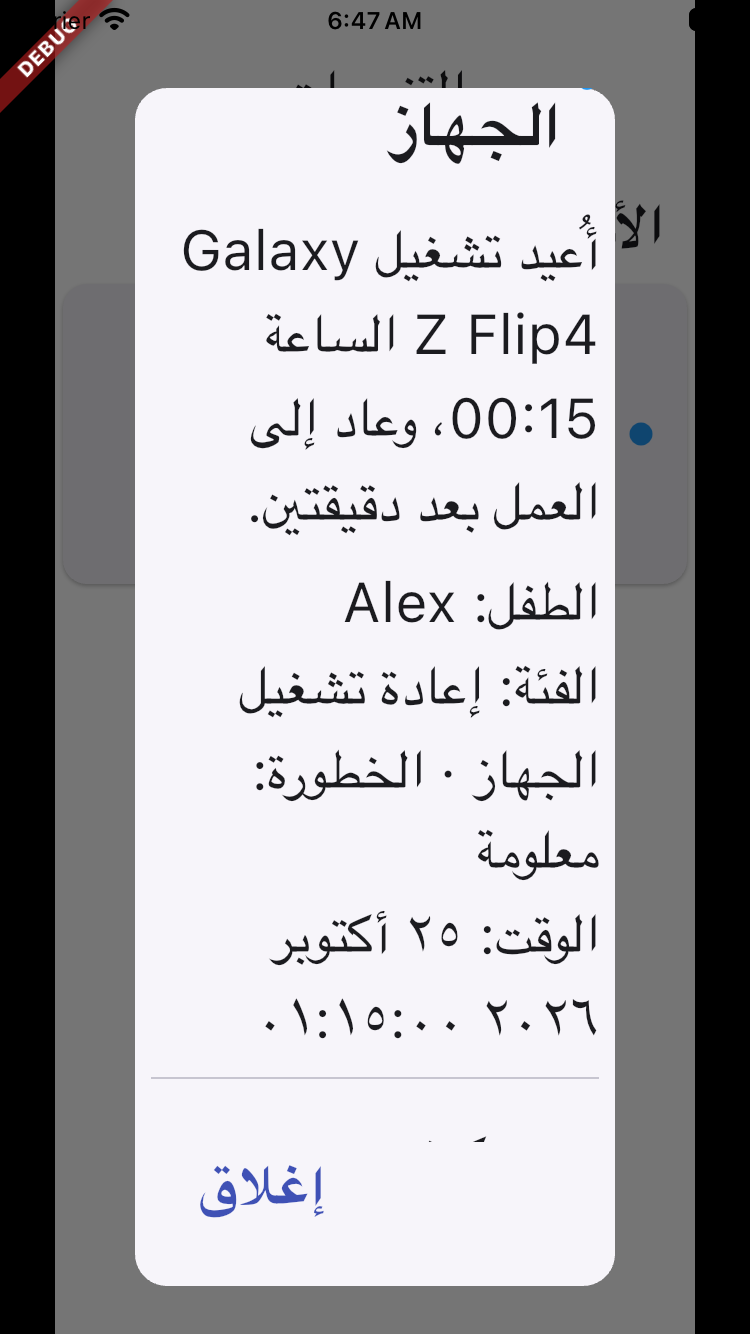 6:47 AM
DEBUG
الجهاز
أُعيد تشغيل Galaxy
Z Flip4 الساعة
00:15، وعاد إلى
العمل بعد دقيقتين.
الطفل: Alex
الفئة: إعادة تشغيل
الجهاز · الخطورة:
معلومة
الوقت: ٢٥ أكتوبر
٢٠٢٦ ٠١:١٥:٠٠
إغلاق